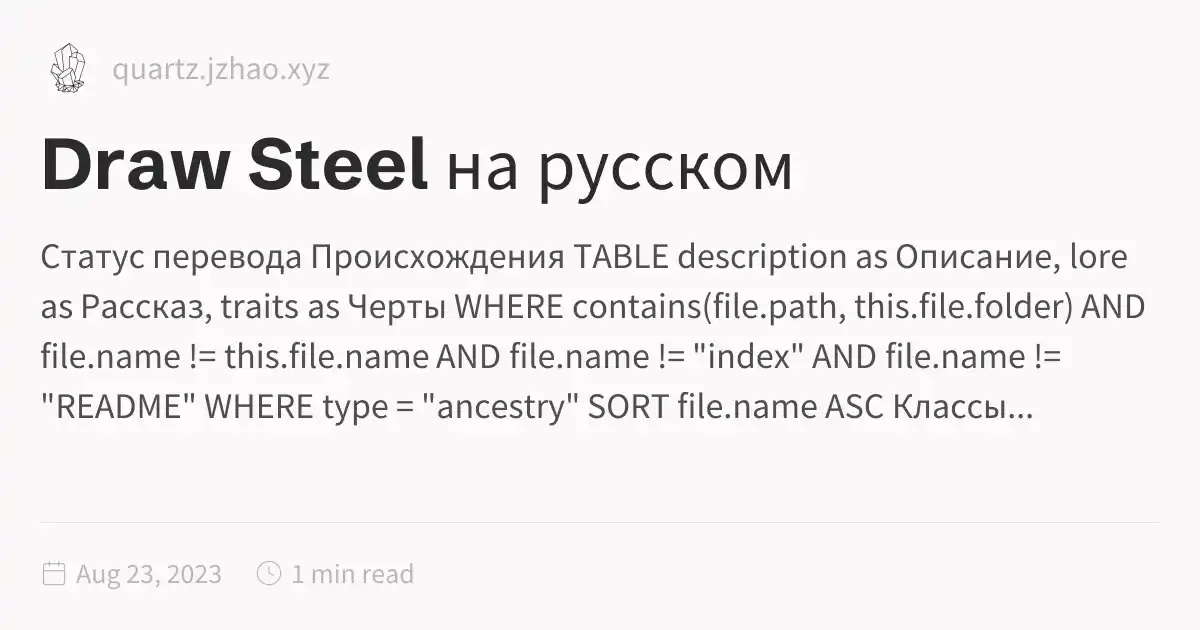 quartz.jzhao.xyz
Draw Steel на русском
Статус перевода Происхождения TABLE description as Описание, lore
as Рассказ, traits as Черты WHERE contains(file.path, this.file.folder) AND
file.name != this.file.name AND file.name != "index" AND file.name !=
"README" WHERE type = "ancestry" SORT file.name ASC Классы...
Aug 23, 2023 1 min read